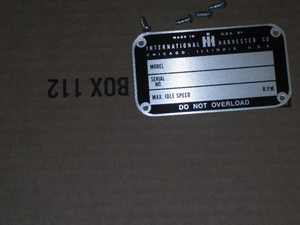 MADE IN U.S.A. BY
INTERNATIONAL IH HARVESTER CO.
CHICAGO, ILLINOIS U.S.A.
MODEL
SERIAL NO.
R.P.M.
MAX. IDLE SPEED
DO NOT OVERLOAD
BOX 112